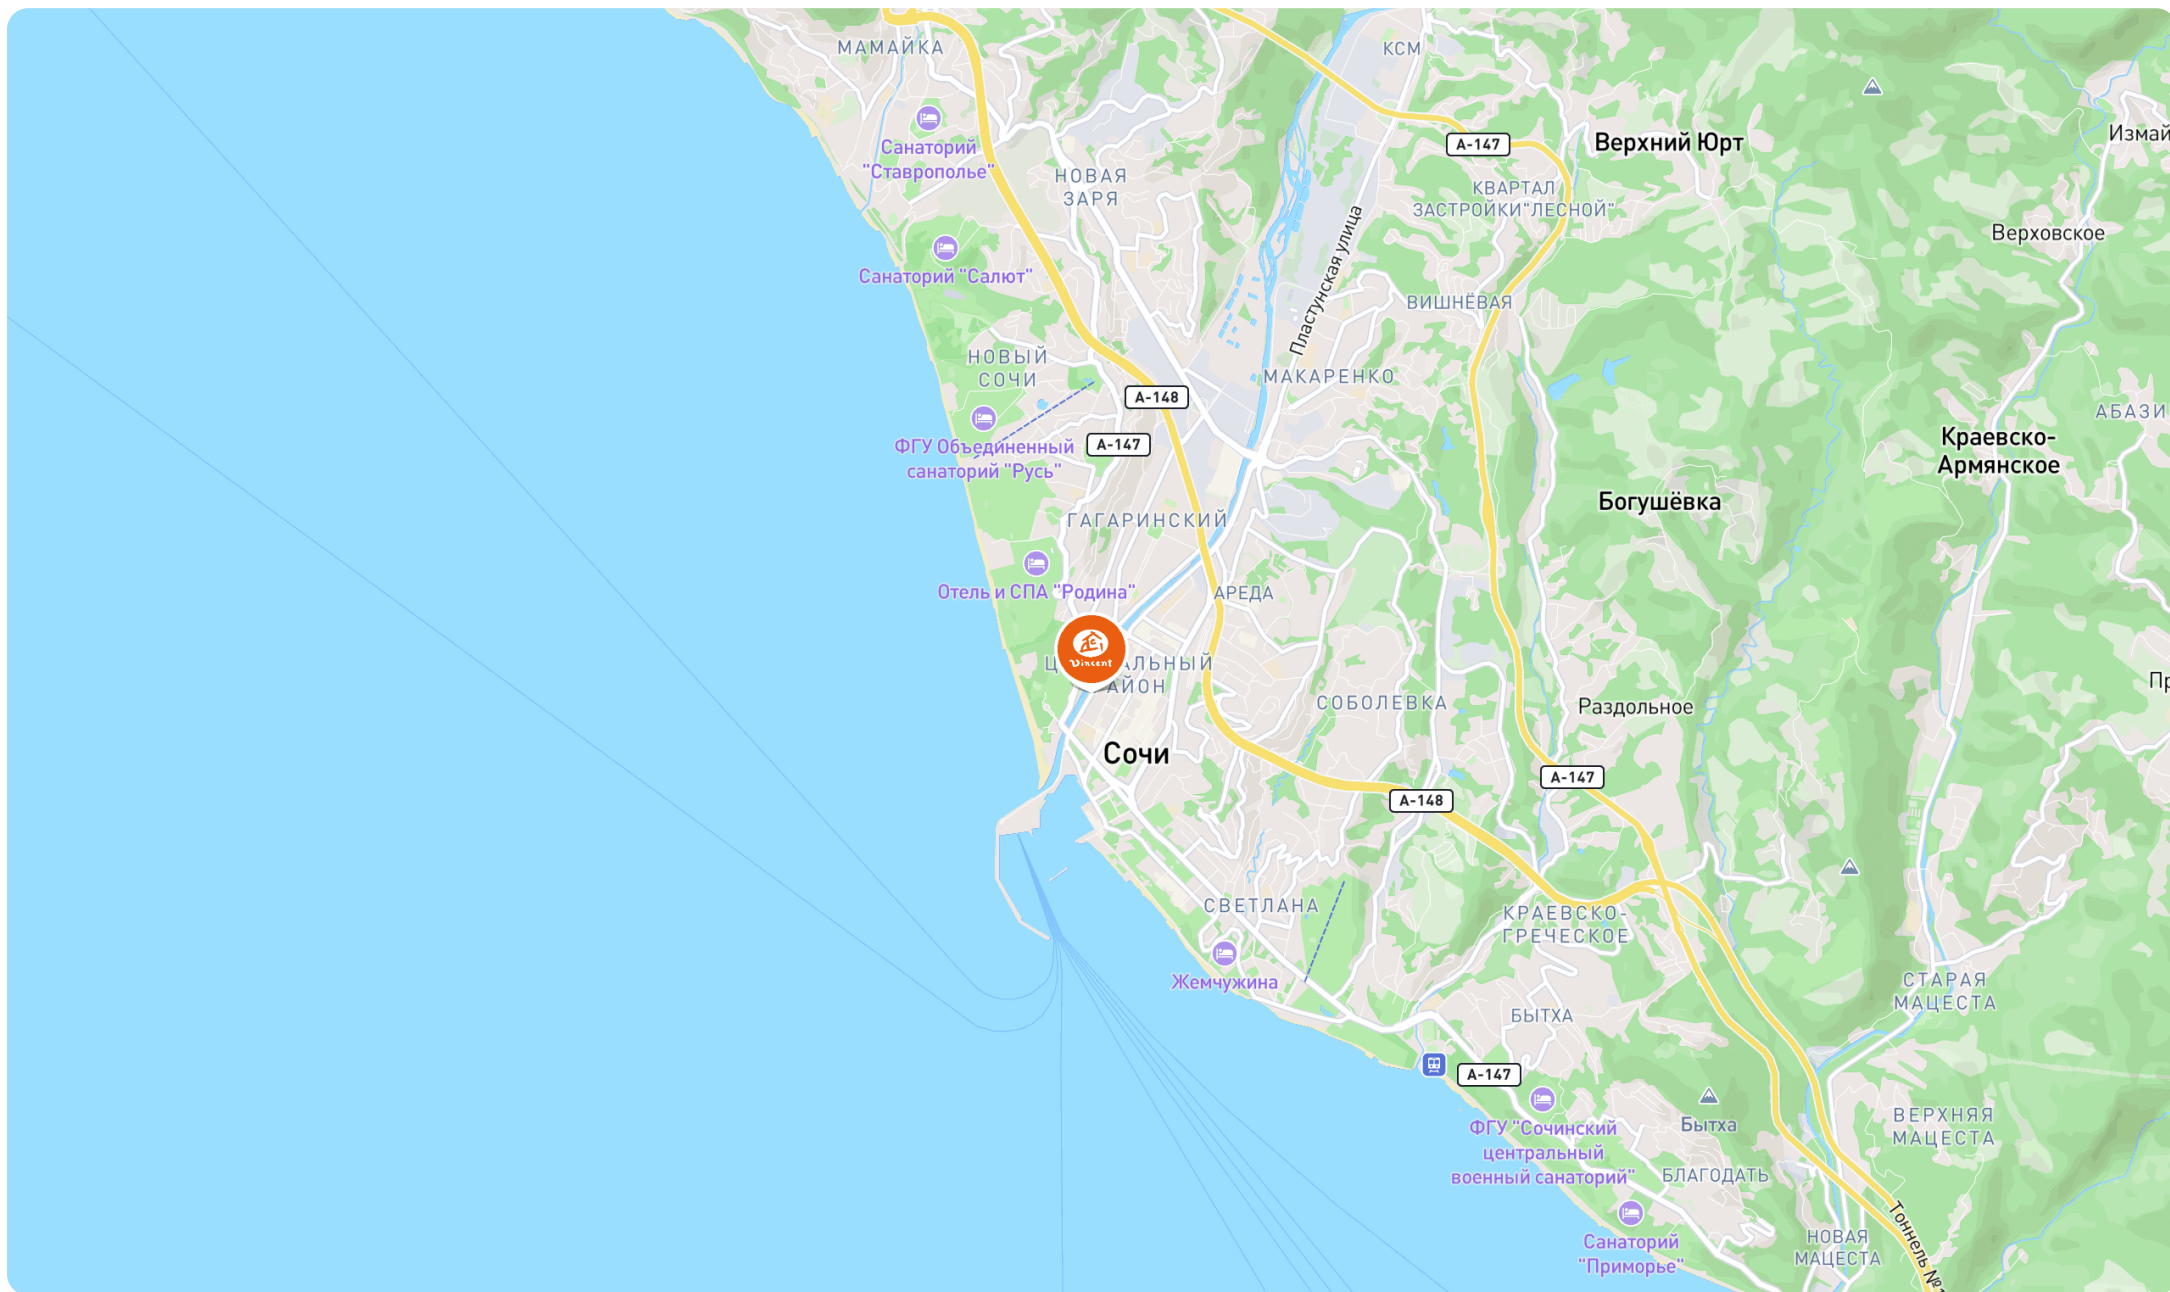 МАМАЙКА
КСМ
Санаторий
"Ставрополье"
А-147
Верхний Юрт
НОВАЯ
ЗАРЯ
КВАРТАЛ
ЗАСТРОЙКИ"ЛЕСНОЙ"
Измай
Верховское
Пластунская улица
Санаторий "Салют"
ВИШНЁВАЯ
НОВЫЙ
СОЧИ
МАКАРЕНКО
А-148
АБАЗИ
А-147
ФГУ Объединенный
санаторий "Русь"
Краевско-
Армянское
Богушёвка
ГАГАРИНСКИЙ
Отель и СПА "Родина"
АРЕДА
Vincent
Ц
АЛЬНЫЙ
АЙОН
СОБОЛЕВКА
Раздольное
Пр
Сочи
А-147
А-148
СВЕТЛАНА
КРАЕВСКО-
ГРЕЧЕСКОЕ
Жемчужина
СТАРАЯ
МАЦЕСТА
БЫТХА
А-147
ФГУ "Сочинский
центральный
военный санаторий"
Бытха
ВЕРХНЯЯ
МАЦЕСТА
БЛАГОДАТЬ
Санаторий
"Приморье"
НОВАЯ
МАЦЕСТА
Тоннель №